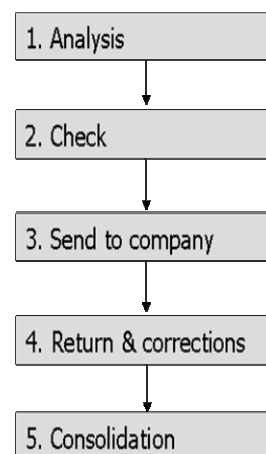 1. Analysis
2. Check
3. Send to company
4. Return & corrections
5. Consolidation